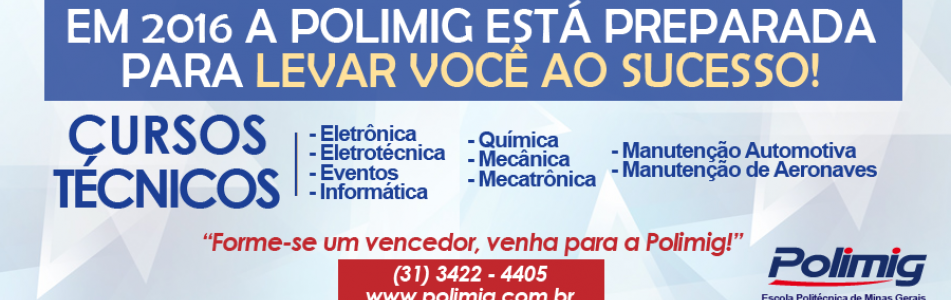 EM 2016 A POLIMIG ESTÁ PREPARADA
PARA LEVAR VOCÊ AO SUCESSO!
CURSOS
TÉCNICOS
- Eletrônica
- Eletrotécnica
- Eventos
- Informática
- Química
- Mecânica
- Mecatrônica
- Manutenção Automotiva
- Manutenção de Aeronaves
“Forme-se um vencedor, venha para a Polimig!”
(31) 3422 - 4405
www.polimig.com.br
Polimig
Escola Politécnica de Minas Gerais